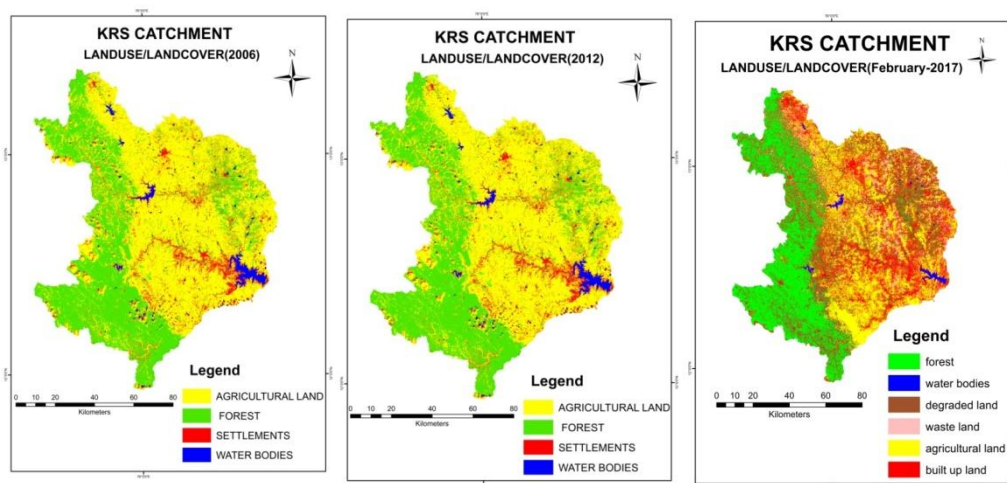 KRS CATCHMENT
LANDUSE/LANDCOVER(2006)
N
Legend
AGRICULTURAL LAND
FOREST
SETTLEMENTS
WATER BODIES
0 10 20 40 60 80
Kilometers
KRS CATCHMENT
LANDUSE/LANDCOVER(2012)
N
Legend
AGRICULTURAL LAND
FOREST
SETTLEMENTS
WATER BODIES
0 10 20 40 60 80
Kilometers
KRS CATCHMENT
LANDUSE/LANDCOVER(February-2017)
N
Legend
forest
water bodies
degraded land
waste land
agricultural land
built up land
0 5 10 20 30 40
Kilometers